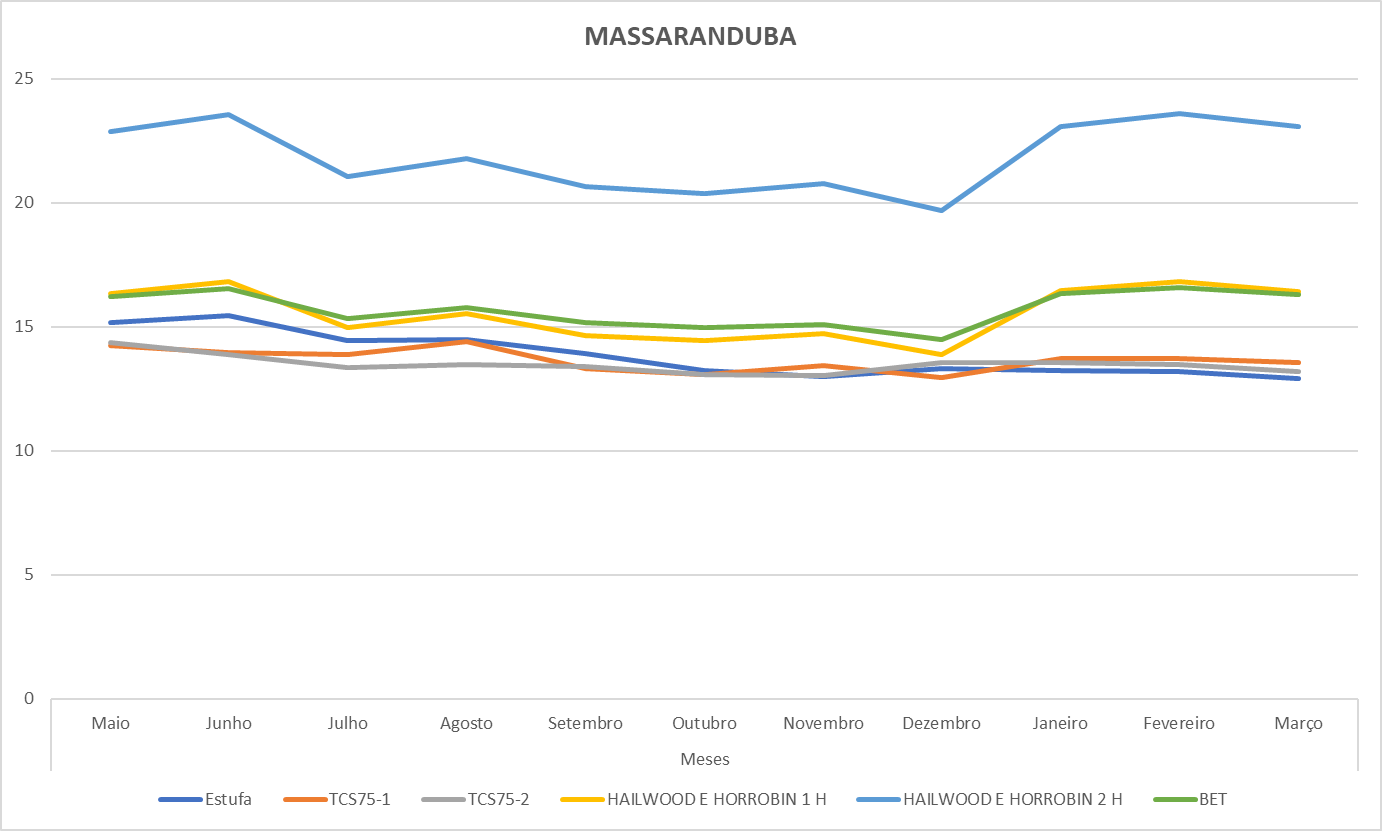 MASSARANDUBA
25
20
15
10
5
0
Maio Junho Julho Agosto Setembro Outubro Novembro Dezembro Janeiro Fevereiro Março
Meses
Estufa TCS75-1 TCS75-2 HAILWOOD E HORROBIN 1 H HAILWOOD E HORROBIN 2 H BET